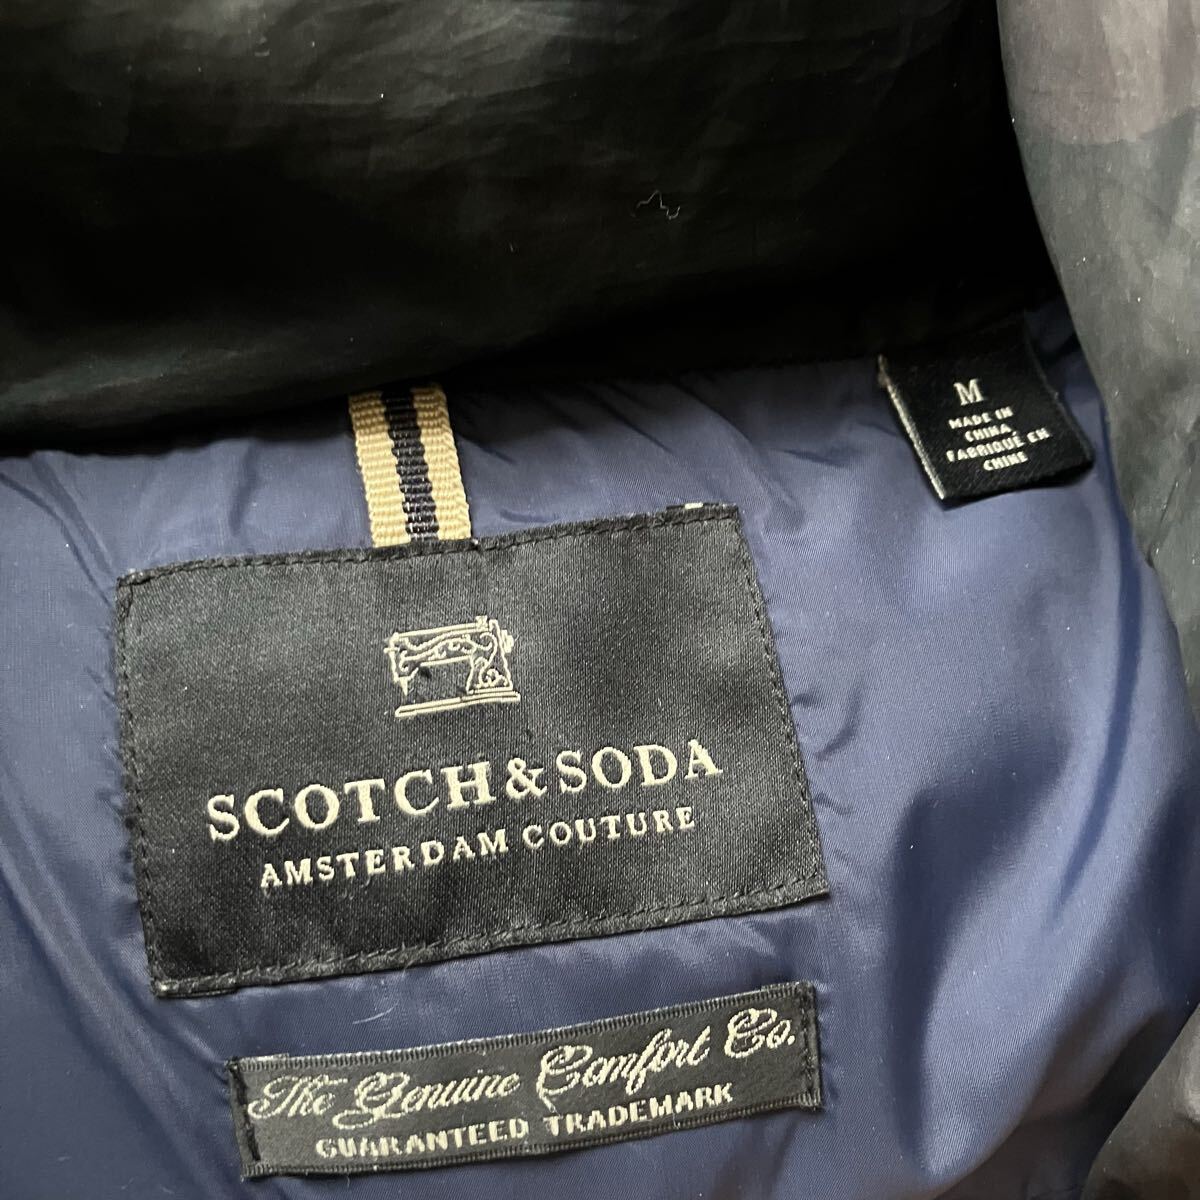 M
MADE IN
CHINA
FABRIQUÉ EN
CHINE
SCOTCH & SODA
AMSTERDAM COUTURE
The Genuine Comfort Co.
GUARANTEED TRADEMARK